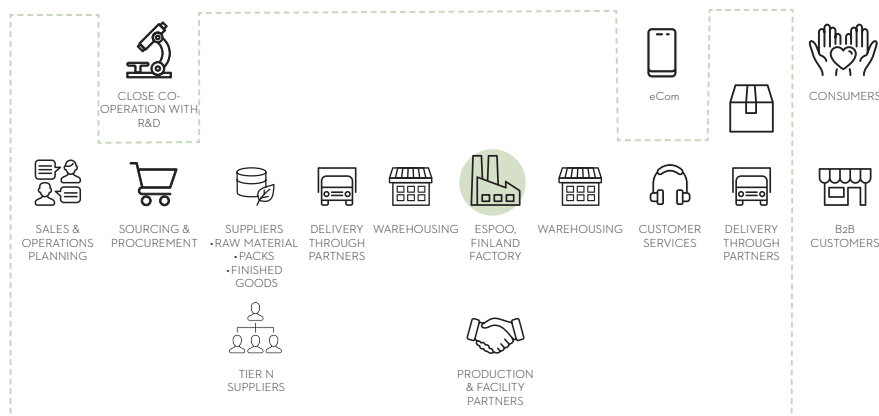 CLOSE CO-
OPERATION WITH
R&D
eCom
CONSUMERS
SALES &
OPERATIONS
PLANNING
SOURCING &
PROCUREMENT
SUPPLIERS
•RAW MATERIAL
•PACKS
•FINISHED
GOODS
DELIVERY
THROUGH
PARTNERS
WAREHOUSING
ESPOO,
FINLAND
FACTORY
WAREHOUSING
CUSTOMER
SERVICES
DELIVERY
THROUGH
PARTNERS
B2B
CUSTOMERS
TIER N
SUPPLIERS
PRODUCTION
& FACILITY
PARTNERS